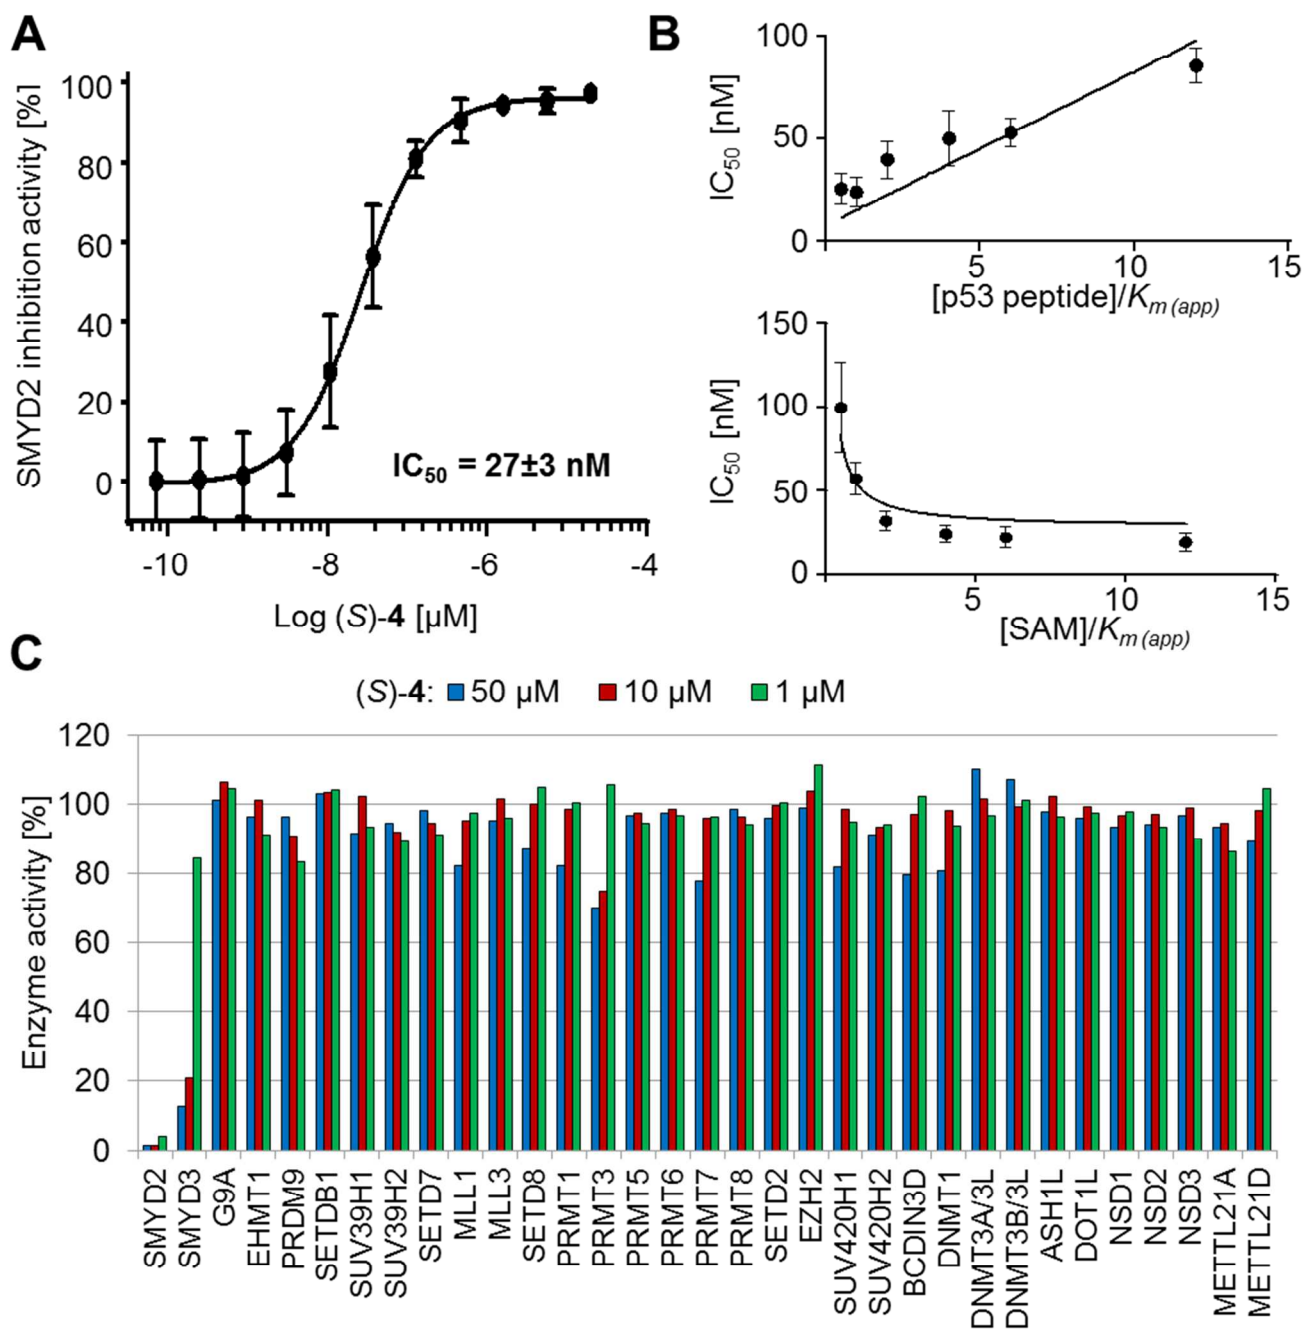 A
SMYD2 inhibition activity [%]
100
80
60
40
20
0
-10 -8 -6 -4
IC50 = 27±3 nM
Log (S)-4 [µM]
B
IC50 [nM]
100
50
0
5 10 15
[p53 peptide]/Km (app)
IC50 [nM]
150
100
50
0
5 10 15
[SAM]/Km (app)
C
(S)-4: 50 µM 10 µM 1 µM
Enzyme activity [%]
120
100
80
60
40
20
0
SMYD2
SMYD3
G9A
EHMT1
PRDM9
SETDB1
SUV39H1
SUV39H2
SETD7
MLL1
MLL3
SETD8
PRMT1
PRMT3
PRMT5
PRMT6
PRMT7
PRMT8
SETD2
EZH2
SUV420H1
SUV420H2
BCDIN3D
DNMT1
DNMT3A/3L
DNMT3B/3L
ASH1L
DOT1L
NSD1
NSD2
NSD3
METTL21A
METTL21D